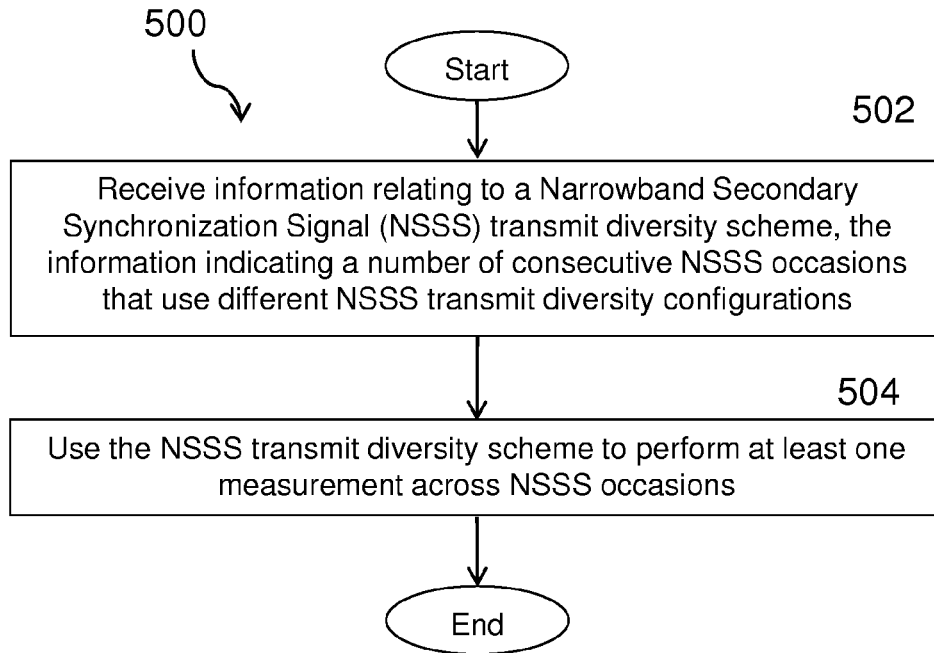 500
Start
502
Receive information relating to a Narrowband Secondary
Synchronization Signal (NSSS) transmit diversity scheme, the
information indicating a number of consecutive NSSS occasions
that use different NSSS transmit diversity configurations
504
Use the NSSS transmit diversity scheme to perform at least one
measurement across NSSS occasions
End